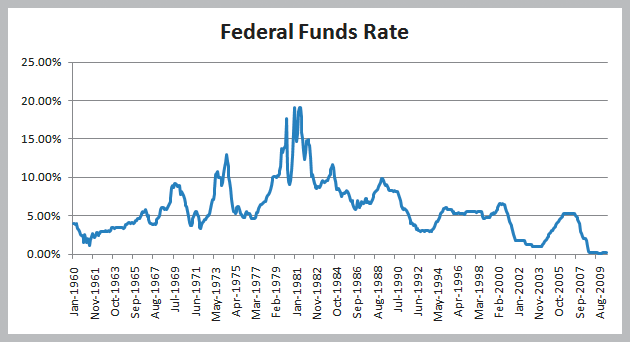 Federal Funds Rate
25.00%
20.00%
15.00%
10.00%
5.00%
0.00%
Jan-1960
Nov-1961
Oct-1963
Sep-1965
Aug-1967
Jul-1969
Jun-1971
May-1973
Apr-1975
Mar-1977
Feb-1979
Jan-1981
Nov-1982
Oct-1984
Sep-1986
Aug-1988
Jul-1990
Jun-1992
May-1994
Apr-1996
Mar-1998
Feb-2000
Jan-2002
Nov-2003
Oct-2005
Sep-2007
Aug-2009